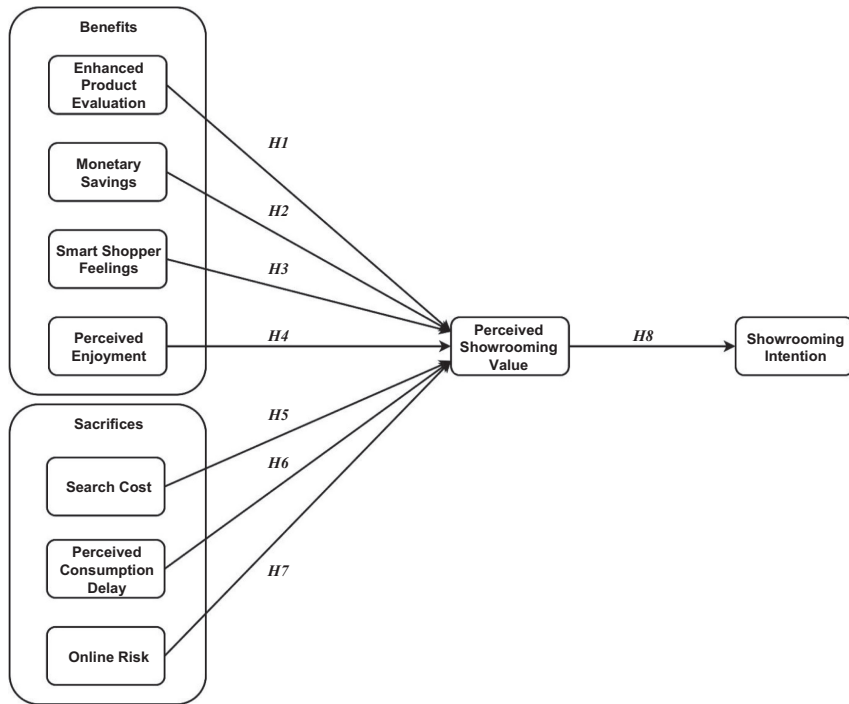 Benefits
Enhanced
Product
Evaluation
H1
Monetary
Savings
H2
Smart Shopper
Feelings
H3
Perceived
Enjoyment
H4
Perceived
Showrooming
Value
H8
Showrooming
Intention
Sacrifices
H5
Search Cost
H6
Perceived
Consumption
Delay
H7
Online Risk